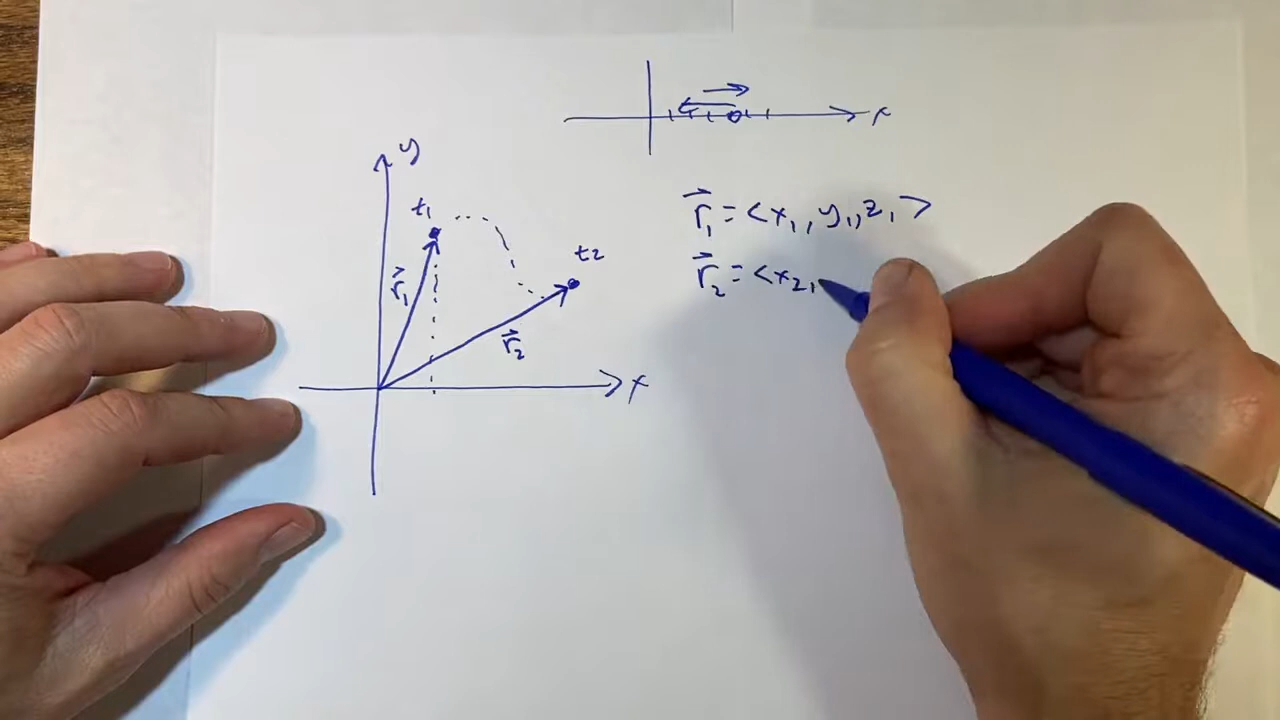 x
y
t₁
t₂
r⃗₁
r⃗₂
x
r⃗₁ = <x₁, y₁, z₁>
r⃗₂ = <x₂,